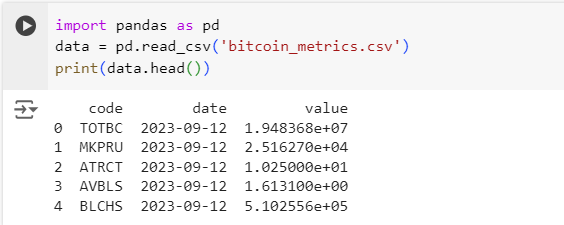 import pandas as pd
data = pd.read_csv('bitcoin_metrics.csv')
print(data.head())
code date value
0 TOTBC 2023-09-12 1.948368e+07
1 MKPRU 2023-09-12 2.516270e+04
2 ATRCT 2023-09-12 1.025000e+01
3 AVBLS 2023-09-12 1.613100e+00
4 BLCHS 2023-09-12 5.102556e+05